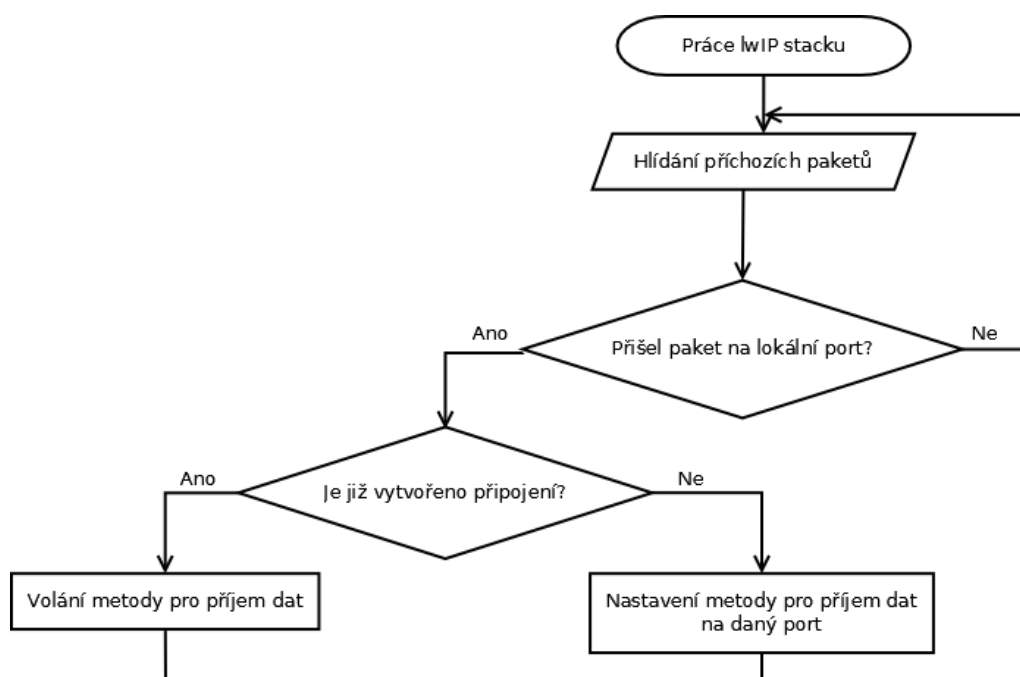 Práce lwIP stacku
Hlídání příchozích paketů
Ano
Ne
Přišel paket na lokální port?
Ano
Ne
Je již vytvořeno připojení?
Volání metody pro příjem dat
Nastavení metody pro příjem dat
na daný port